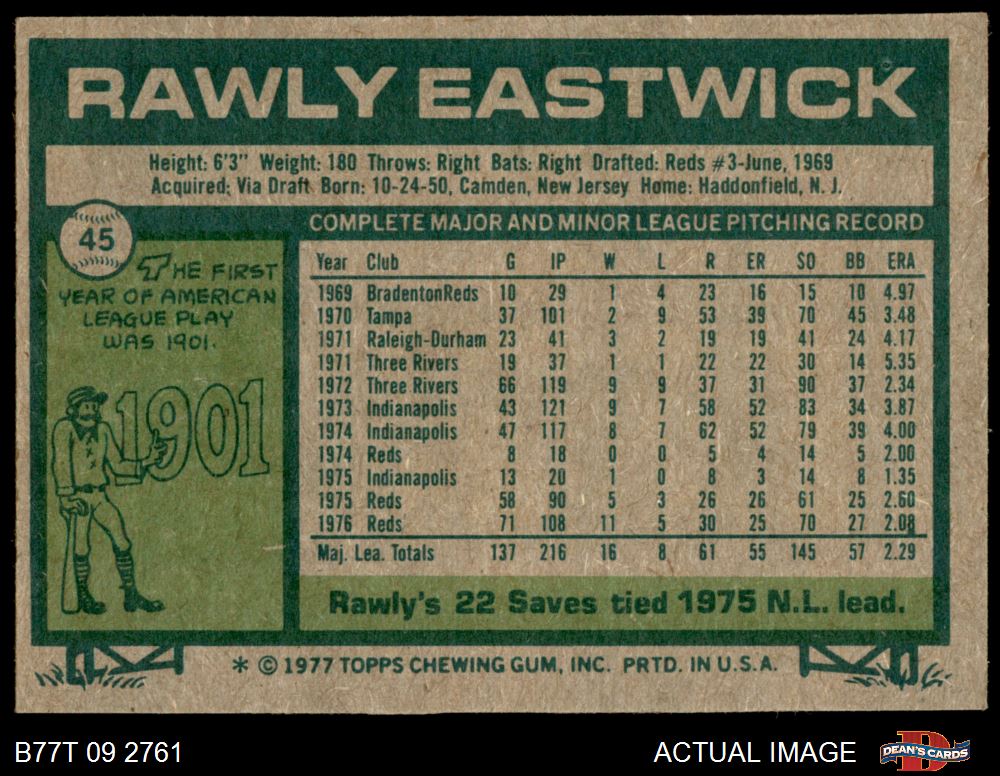 RAWLY EASTWICK
Height: 6'3" Weight: 180 Throws: Right Bats: Right Drafted: Reds #3-June, 1969
Acquired: Via Draft Born: 10-24-50, Camden, New Jersey Home: Haddonfield, N. J.
45
THE FIRST
YEAR OF AMERICAN
LEAGUE PLAY
WAS 1901.
1901
COMPLETE MAJOR AND MINOR LEAGUE PITCHING RECORD
Year Club G IP W L R ER SO BB ERA
1969 BradentonReds 10 29 1 4 23 16 15 10 4.97
1970 Tampa 37 101 2 9 53 39 70 45 3.48
1971 Raleigh-Durham 23 41 3 2 19 19 41 24 4.17
1971 Three Rivers 19 37 1 1 22 22 30 14 5.35
1972 Three Rivers 66 119 9 9 37 31 90 37 2.34
1973 Indianapolis 43 121 9 7 58 52 83 34 3.87
1974 Indianapolis 47 117 8 7 62 52 79 39 4.00
1974 Reds 8 18 0 0 5 4 14 5 2.00
1975 Indianapolis 13 20 1 0 8 3 14 8 1.35
1975 Reds 58 90 5 3 26 26 61 25 2.60
1976 Reds 71 108 11 5 30 25 70 27 2.08
Maj. Lea. Totals 137 216 16 8 61 55 145 57 2.29
Rawly's 22 Saves tied 1975 N.L. lead.
* © 1977 TOPPS CHEWING GUM, INC. PRTD. IN U.S.A.
B77T 09 2761
ACTUAL IMAGE
D
DEAN'S CARDS